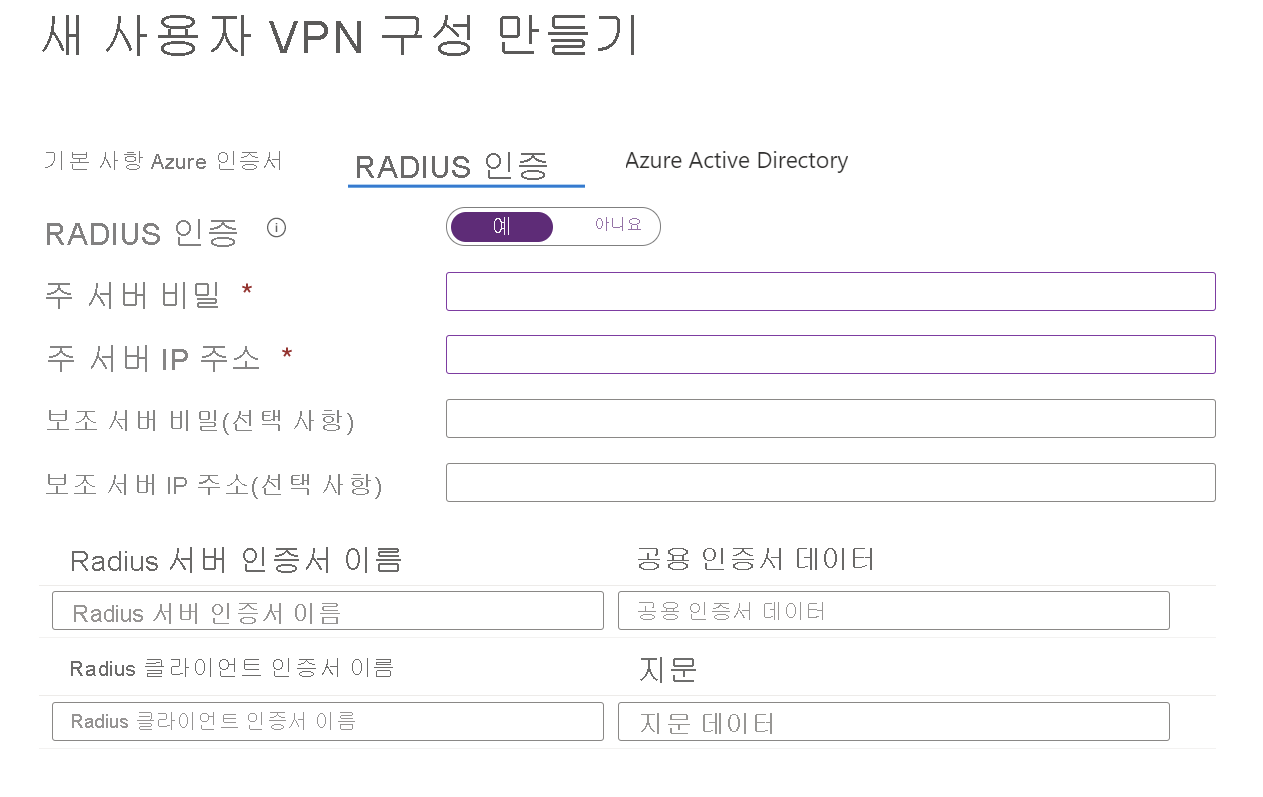 새 사용자 VPN 구성 만들기
기본 사항 Azure 인증서 RADIUS 인증 Azure Active Directory
RADIUS 인증 예 아니요
주 서버 비밀 *
주 서버 IP 주소 *
보조 서버 비밀(선택 사항)
보조 서버 IP 주소(선택 사항)
Radius 서버 인증서 이름 공용 인증서 데이터
Radius 서버 인증서 이름 공용 인증서 데이터
Radius 클라이언트 인증서 이름 지문
Radius 클라이언트 인증서 이름 지문 데이터